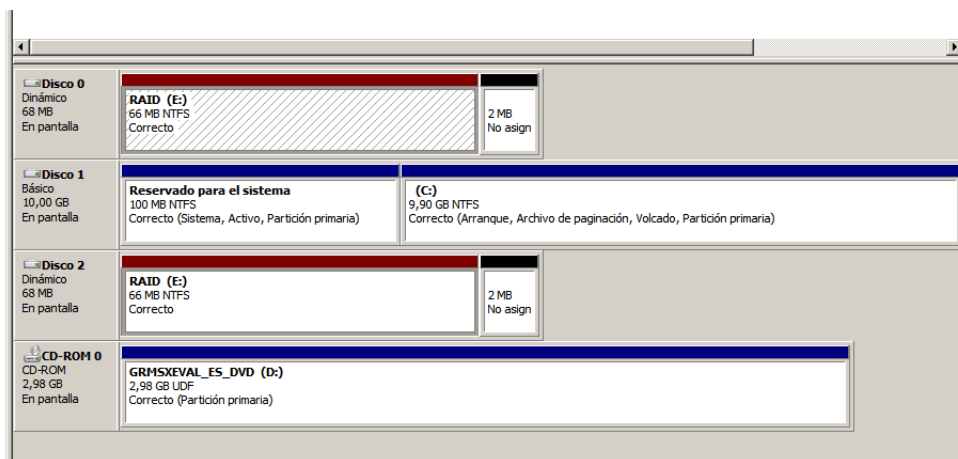 Disco 0
Dinámico
68 MB
En pantalla
RAID (E:)
66 MB NTFS
Correcto
2 MB
No asign
Disco 1
Básico
10,00 GB
En pantalla
Reservado para el sistema
100 MB NTFS
Correcto (Sistema, Activo, Partición primaria)
(C:)
9,90 GB NTFS
Correcto (Arranque, Archivo de paginación, Volcado, Partición primaria)
Disco 2
Dinámico
68 MB
En pantalla
RAID (E:)
66 MB NTFS
Correcto
2 MB
No asign
CD-ROM 0
CD-ROM
2,98 GB
En pantalla
GRMSXEVAL_ES_DVD (D:)
2,98 GB UDF
Correcto (Partición primaria)